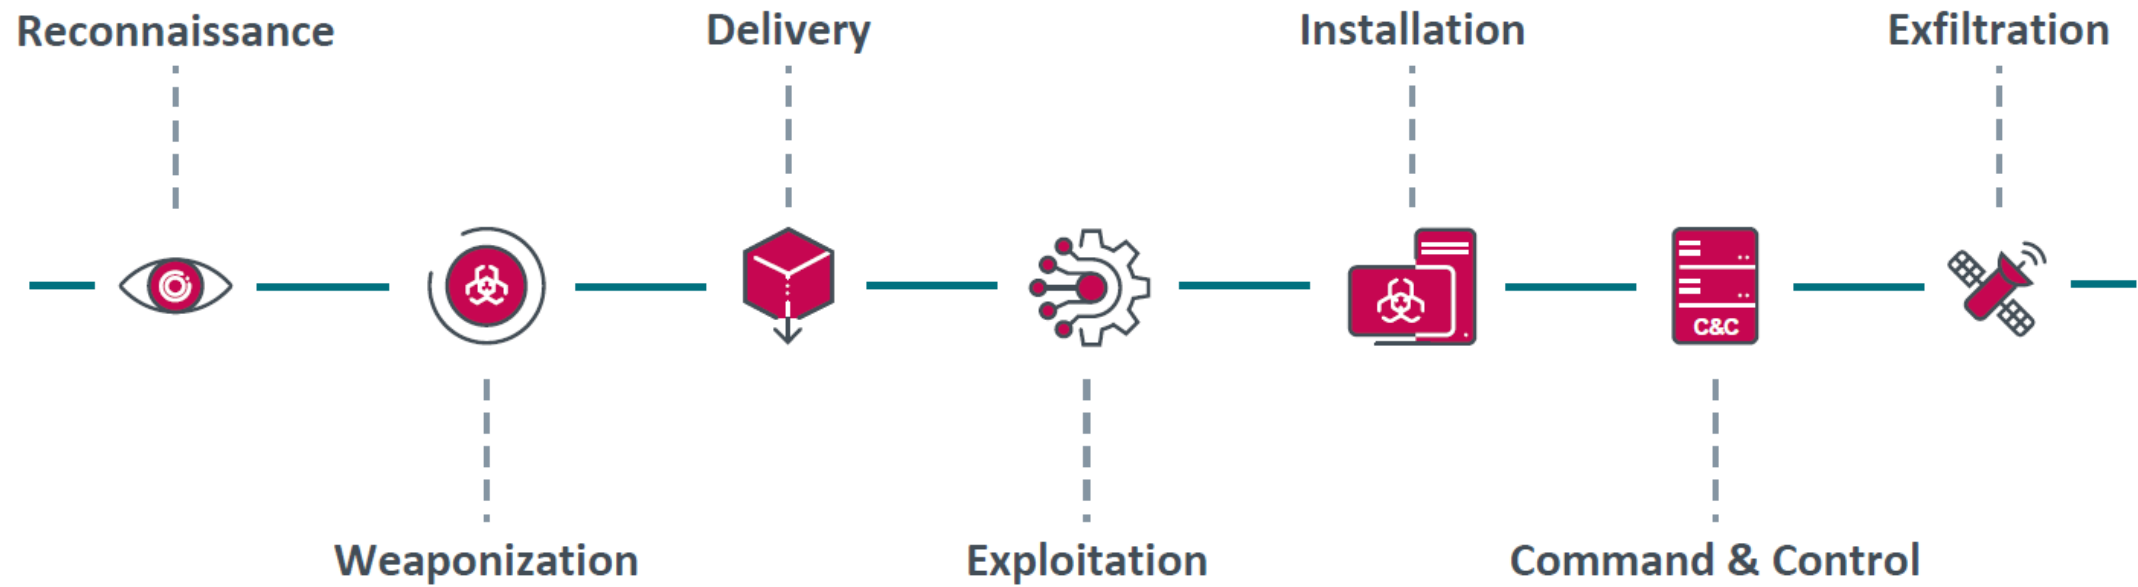 Reconnaissance
Delivery
Installation
Exfiltration
C&C
Weaponization
Exploitation
Command & Control